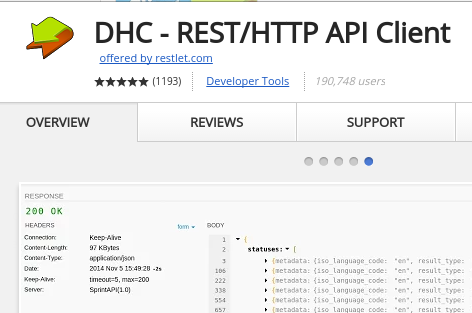 DHC - REST/HTTP API Client
offered by restlet.com
★★★★★ (1193) Developer Tools 190,748 users
OVERVIEW REVIEWS SUPPORT
RESPONSE
200 OK
HEADERS form BODY
Connection: Keep-Alive
Content-Length: 97 KBytes
Content-Type: application/json
Date: 2014 Nov 5 15:49:28 -2s
Keep-Alive: timeout=5, max=200
Server: SprintAPI(1.0)
1 {
2 statuses: [
3 {metadata: {iso_language_code: "en", result_type:
106 {metadata: {iso_language_code: "en", result_type:
222 {metadata: {iso_language_code: "en", result_type:
338 {metadata: {iso_language_code: "en", result_type:
554 {metadata: {iso_language_code: "en", result_type:
657 {metadata: {iso_language_code: "en", result_type: